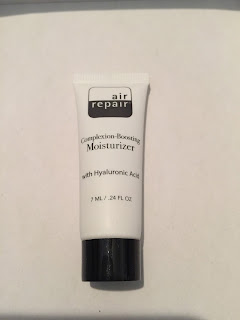 air
repair
Complexion-Boosting
Moisturizer
with Hyaluronic Acid
7 ML / .24 FL OZ